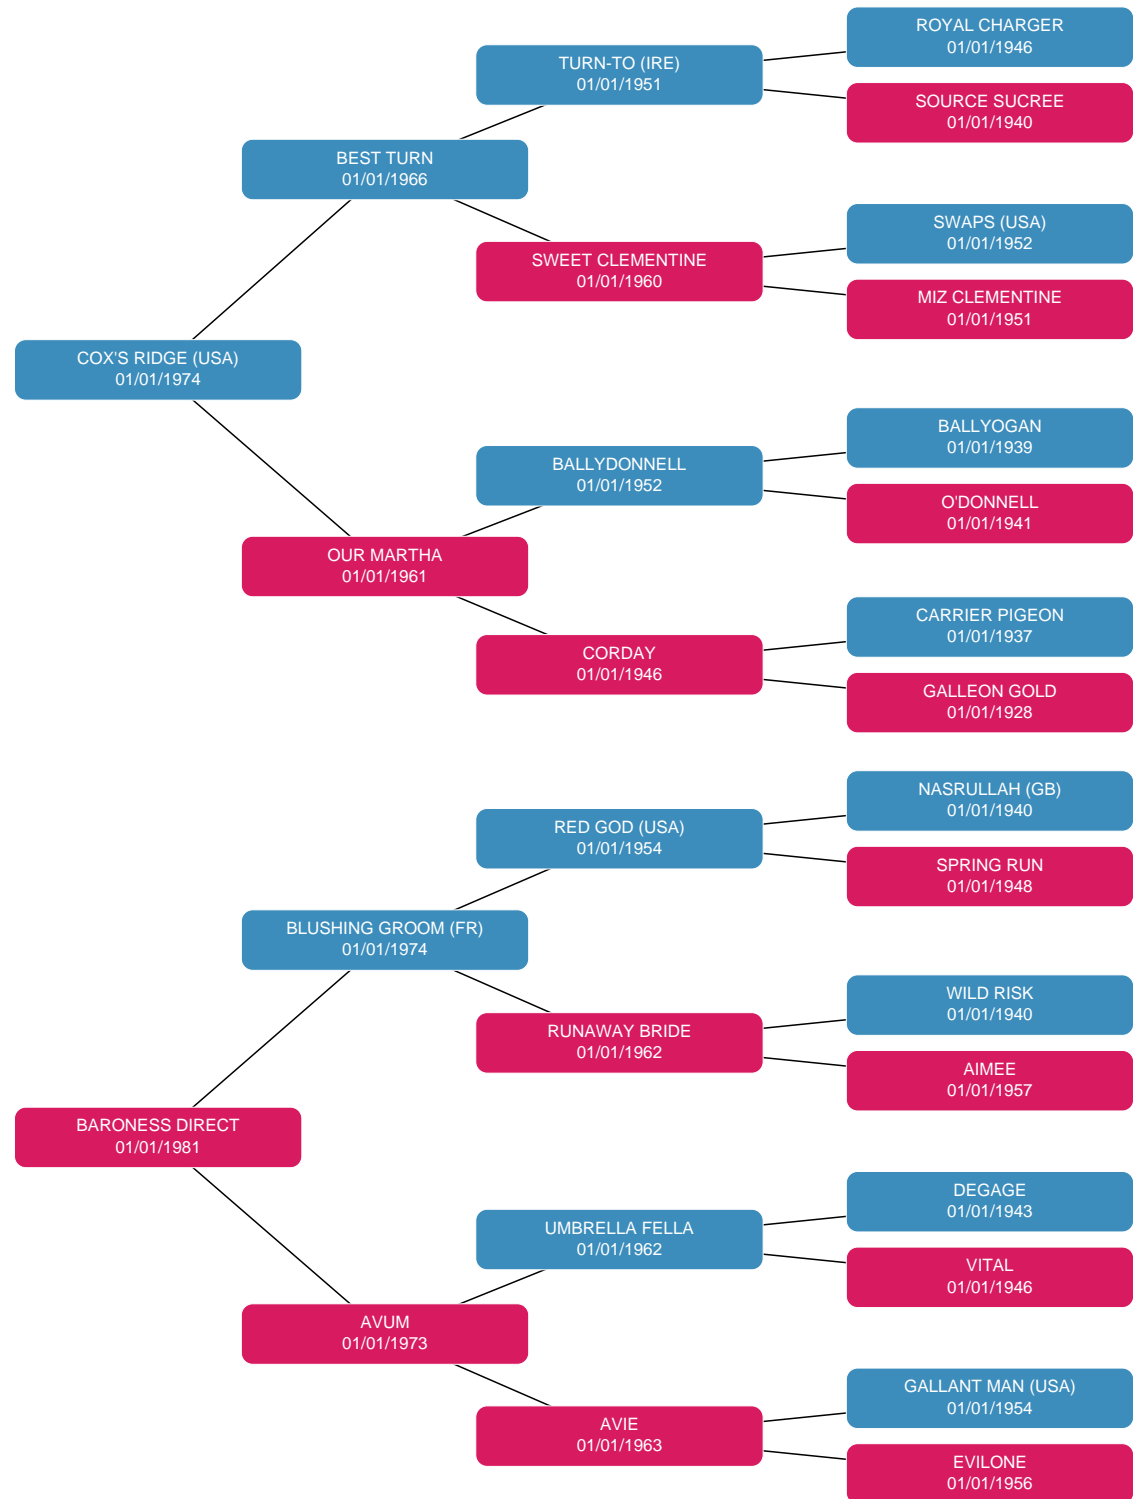 ROYAL CHARGER
01/01/1946
TURN-TO (IRE)
01/01/1951
SOURCE SUCREE
01/01/1940
BEST TURN
01/01/1966
SWAPS (USA)
01/01/1952
SWEET CLEMENTINE
01/01/1960
MIZ CLEMENTINE
01/01/1951
COX'S RIDGE (USA)
01/01/1974
BALLYOGAN
01/01/1939
BALLYDONNELL
01/01/1952
O'DONNELL
01/01/1941
OUR MARTHA
01/01/1961
CARRIER PIGEON
01/01/1937
CORDAY
01/01/1946
GALLEON GOLD
01/01/1928
NASRULLAH (GB)
01/01/1940
RED GOD (USA)
01/01/1954
SPRING RUN
01/01/1948
BLUSHING GROOM (FR)
01/01/1974
WILD RISK
01/01/1940
RUNAWAY BRIDE
01/01/1962
AIMEE
01/01/1957
BARONESS DIRECT
01/01/1981
DEGAGE
01/01/1943
UMBRELLA FELLA
01/01/1962
VITAL
01/01/1946
AVUM
01/01/1973
GALLANT MAN (USA)
01/01/1954
AVIE
01/01/1963
EVILONE
01/01/1956